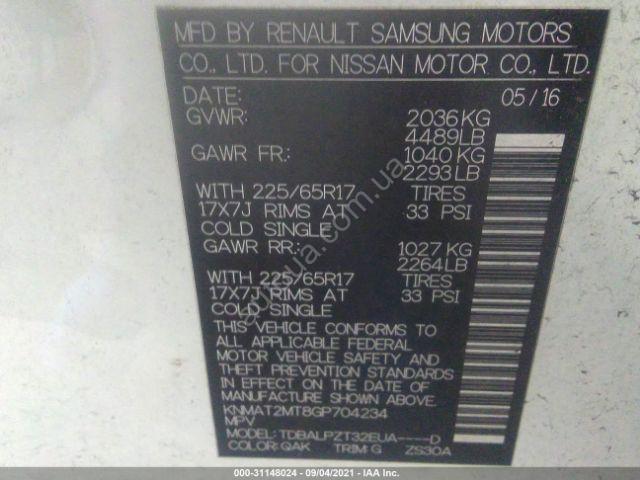 MFD BY RENAULT SAMSUNG MOTORS
CO., LTD. FOR NISSAN MOTOR CO., LTD.
DATE: 05/16
GVWR: 2036KG
4489LB
GAWR FR.: 1040KG
2293LB
WITH 225/65R17 TIRES
17X7J RIMS AT 33 PSI
COLD SINGLE
GAWR RR.: 1027KG
2264LB
WITH 225/65R17 TIRES
17X7J RIMS AT 33 PSI
COLD SINGLE
THIS VEHICLE CONFORMS TO
ALL APPLICABLE FEDERAL
MOTOR VEHICLE SAFETY AND
THEFT PREVENTION STANDARDS
IN EFFECT ON THE DATE OF
MANUFACTURE SHOWN ABOVE.
KNMAT2MT8GP704234
MPV
MODEL: TDBALPZT32EUA----D
COLOR: QAK TRIM: G ZS30A
000-31148024 - 09/04/2021 - IAA Inc.